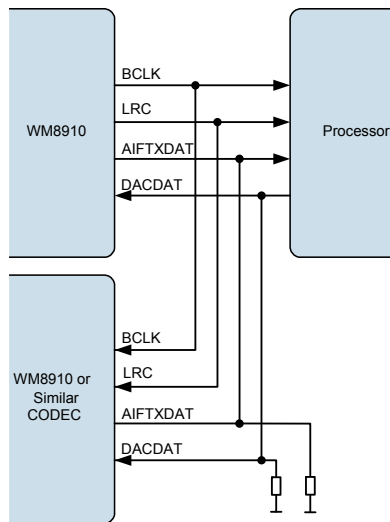 BCLK
LRC
WM8910
Processor
AIFTXDAT
DACDAT
BCLK
LRC
WM8910 or
Similar
CODEC
AIFTXDAT
DACDAT